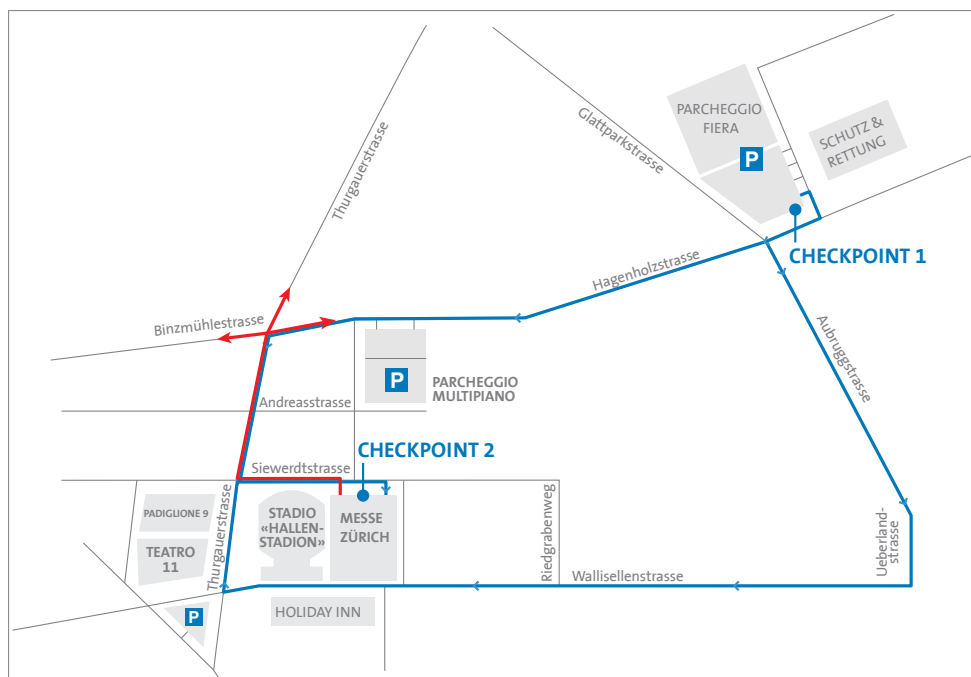 Thurgauerstrasse
Glattparkstrasse
PARCHEGGIO
FIERA
P
SCHUTZ &
RETTUNG
CHECKPOINT 1
Hagenholzstrasse
Binzmühlestrasse
Aubruggstrasse
P
PARCHEGGIO
MULTIPIANO
Andreasstrasse
CHECKPOINT 2
Siewerdtstrasse
PADIGLIONE 9
TEATRO
11
Thurgauerstrasse
STADIO
«HALLEN-
STADION»
MESSE
ZÜRICH
Riedgrabenweg
Ueberland-
strasse
Wallisellenstrasse
P
HOLIDAY INN